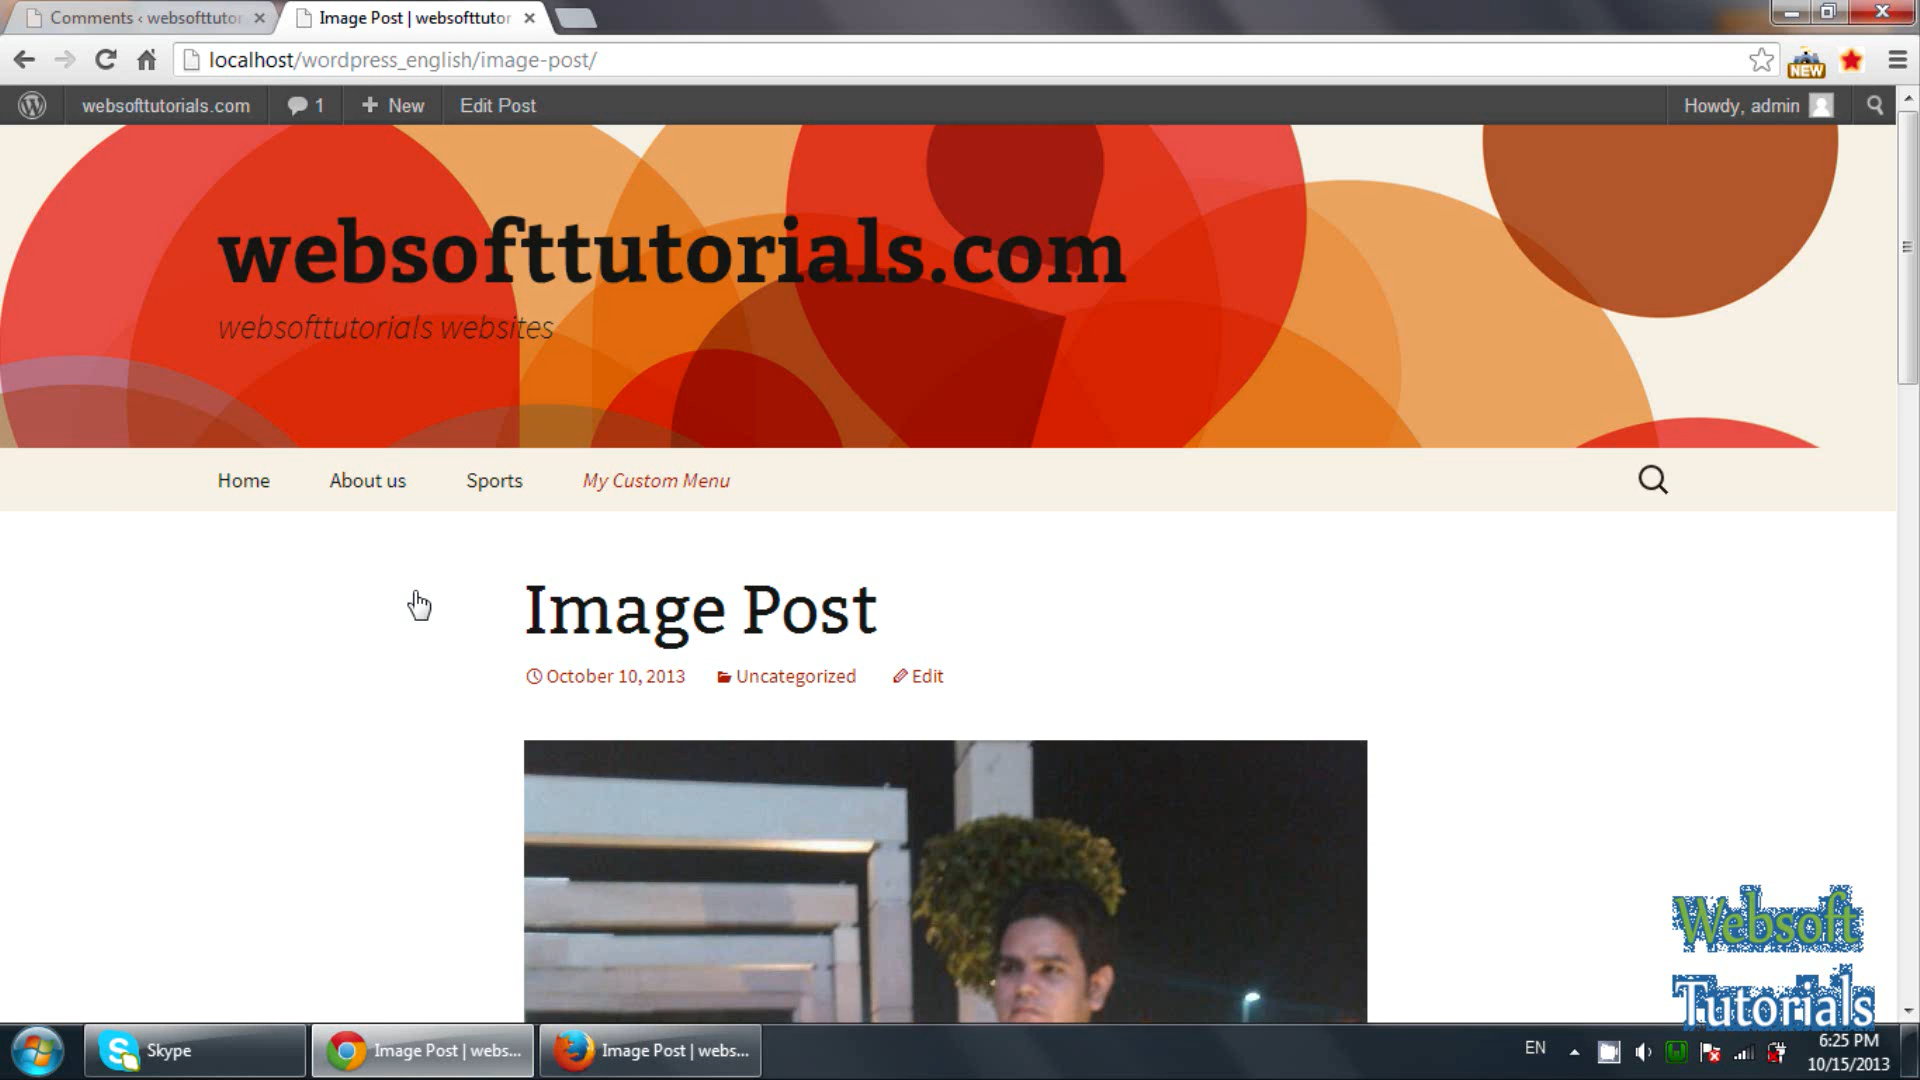 Comments ‹ websofttutor
Image Post | websofttutor
localhost/wordpress_english/image-post/
NEW
websofttutorials.com
1
New
Edit Post
Howdy, admin
websofttutorials.com
websofttutorials websites
Home
About us
Sports
My Custom Menu
Image Post
October 10, 2013
Uncategorized
Edit
Websoft
Tutorials
Skype
Image Post | webs...
Image Post | webs...
EN
6:25 PM
10/15/2013